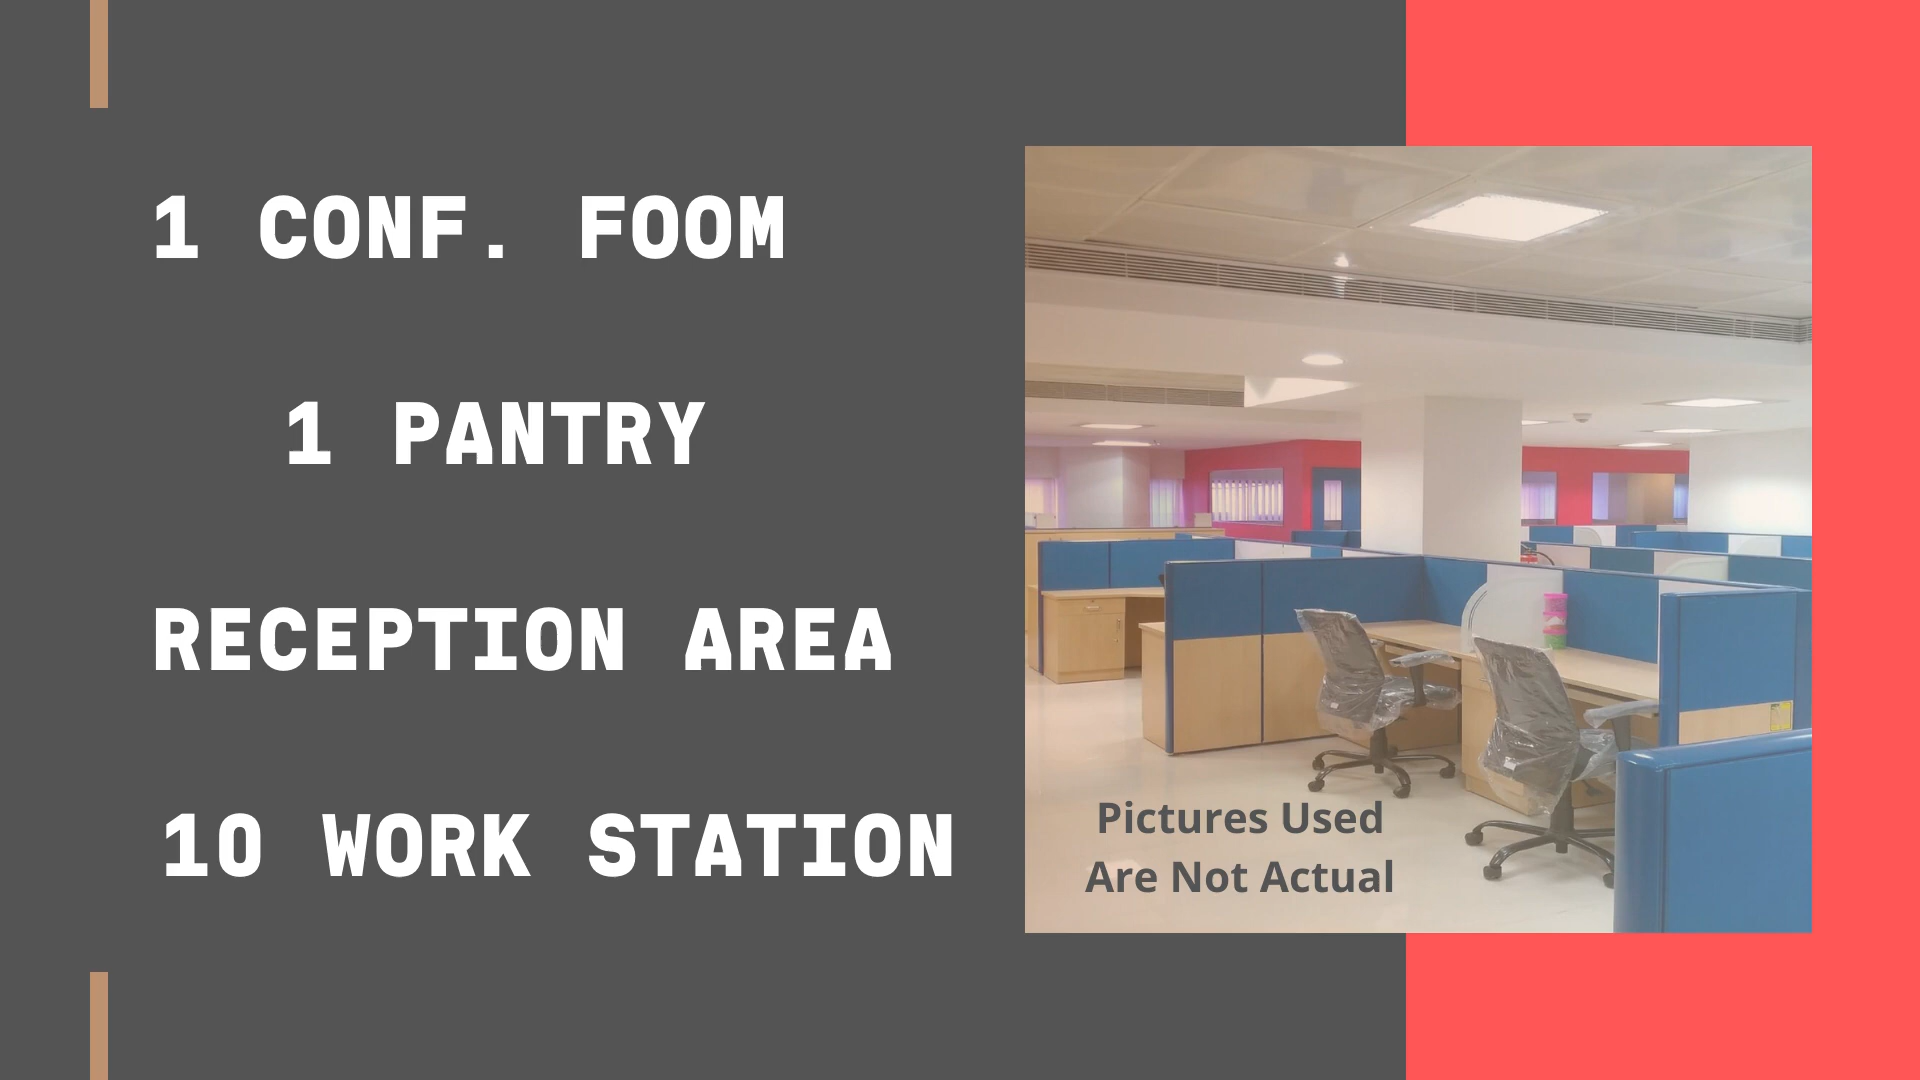 1 CONF. FOOM
1 PANTRY
RECEPTION AREA
10 WORK STATION
Pictures Used
Are Not Actual